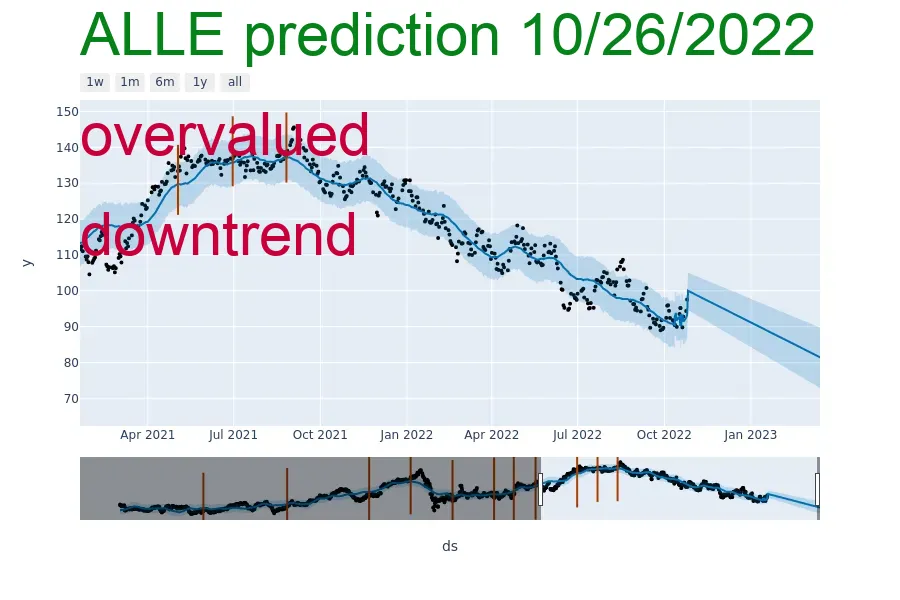 ALLE prediction 10/26/2022
1w 1m 6m 1y all
150
overvalued
140
130
120
downtrend
110
y
100
90
80
70
Apr 2021 Jul 2021 Oct 2021 Jan 2022 Apr 2022 Jul 2022 Oct 2022 Jan 2023
ds